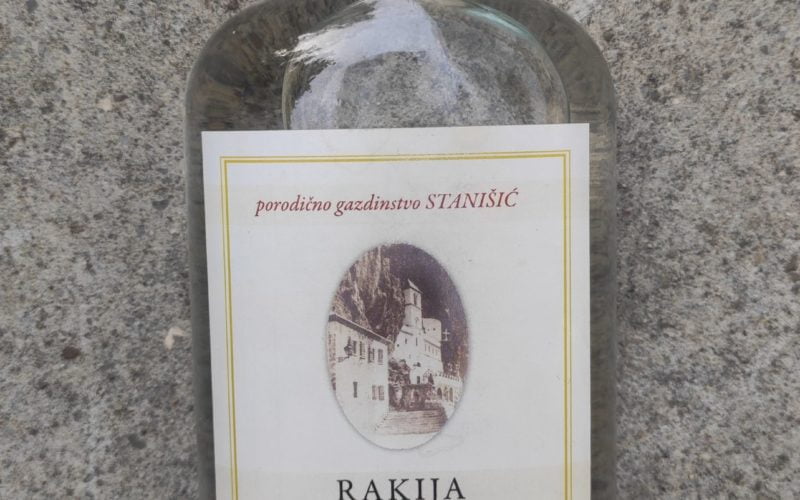 porodično gazdinstvo STANIŠIĆ
RAKIJA